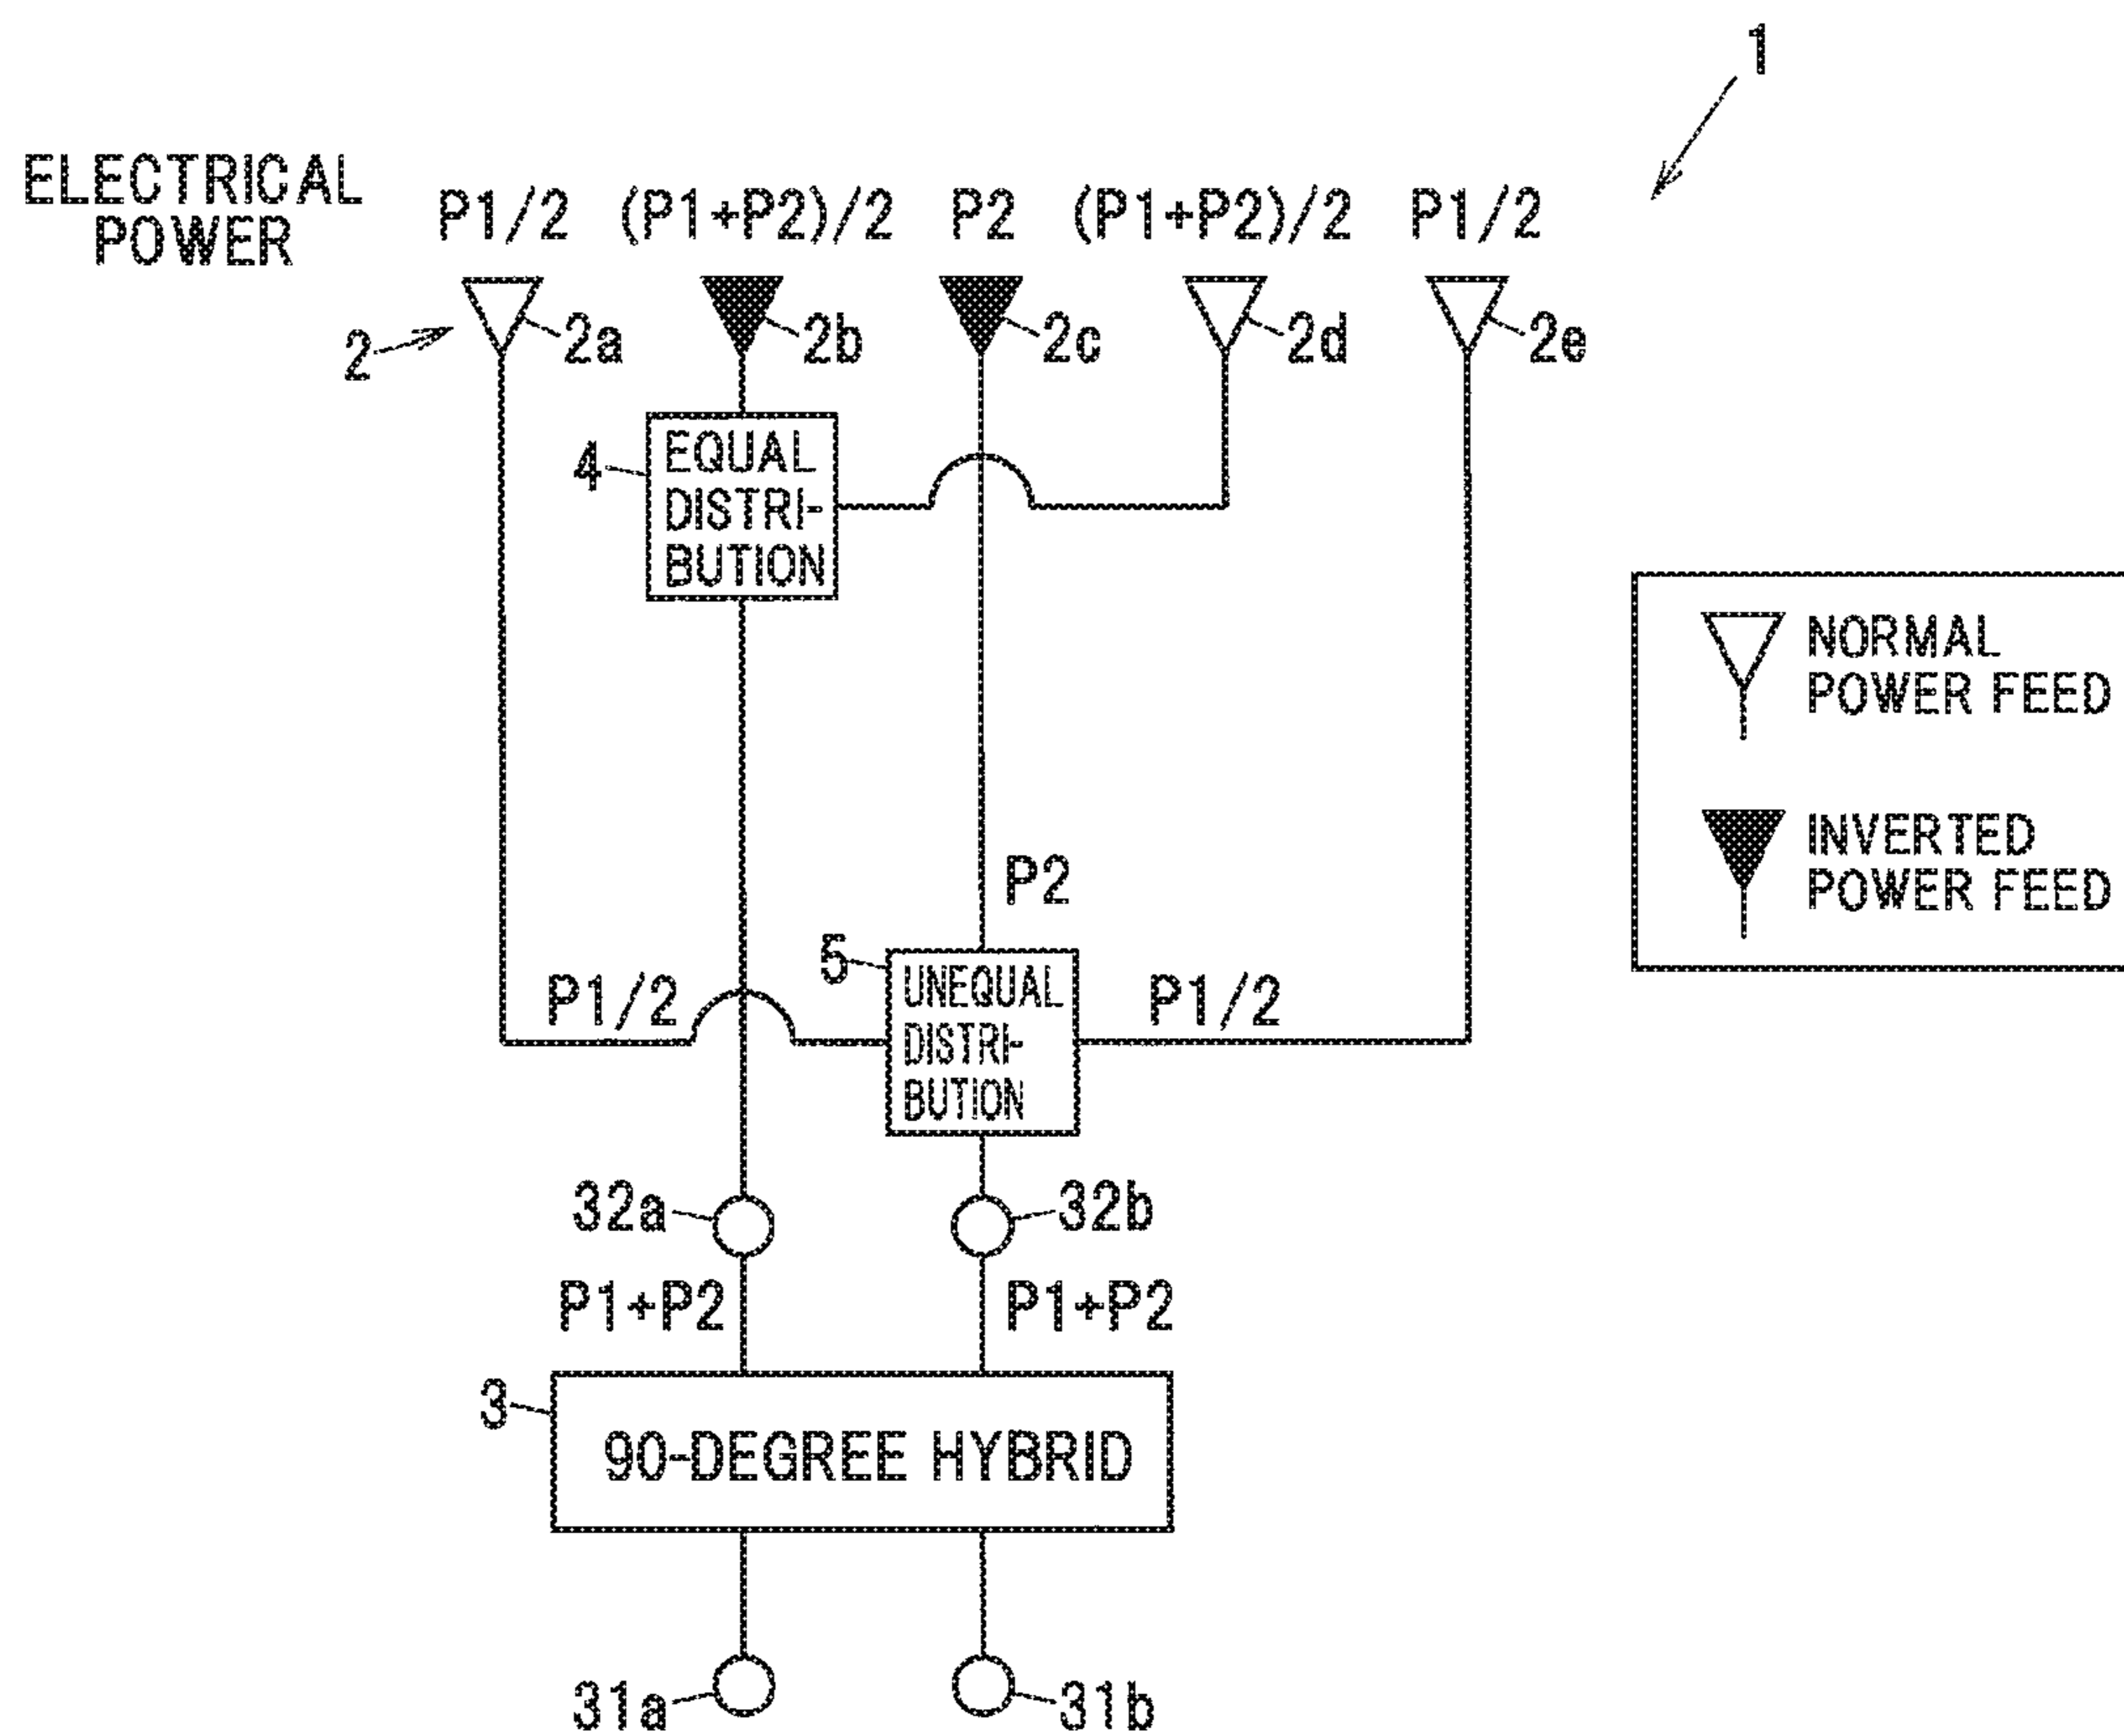 1
ELECTRICAL
POWER
P1/2 (P1+P2)/2 P2 (P1+P2)/2 P1/2
2 2a 2b 2c 2d 2e
4
EQUAL
DISTRI-
BUTION
NORMAL
POWER FEED
INVERTED
POWER FEED
P2
5
UNEQUAL
DISTRI-
BUTION
P1/2 P1/2
32a 32b
P1+P2 P1+P2
3
90-DEGREE HYBRID
31a 31b